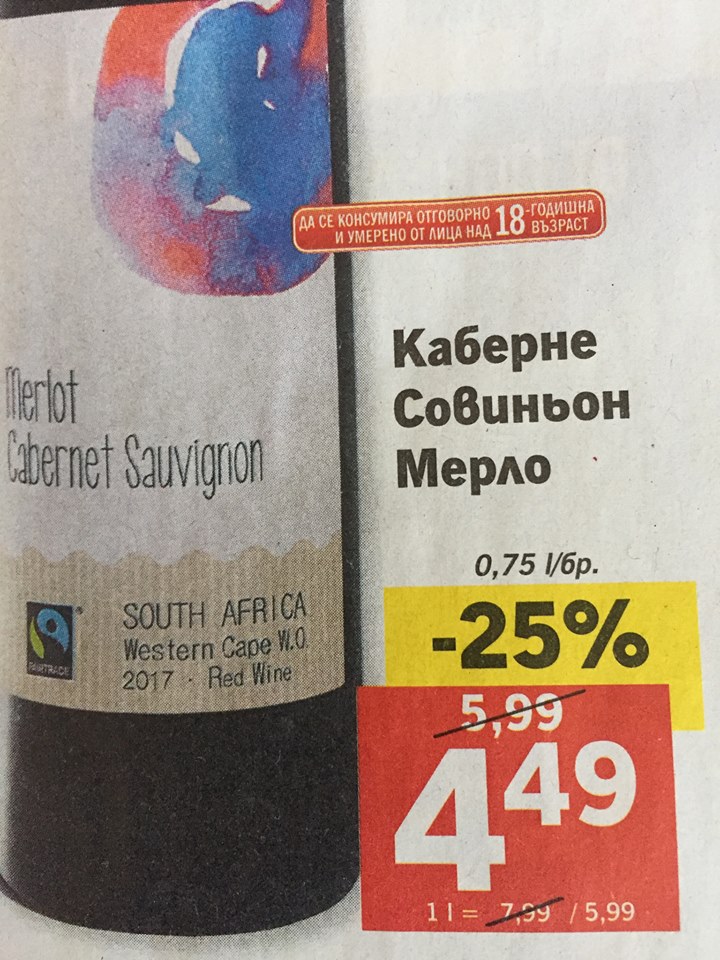 ДА СЕ КОНСУМИРА ОТГОВОРНО
И УМЕРЕНО ОТ ЛИЦА НАД 18-ГОДИШНА
ВЪЗРАСТ
Merlot
Cabernet Sauvignon
FAIRTRADE
SOUTH AFRICA
Western Cape W.O.
2017 · Red Wine
Каберне
Совиньон
Мерло
0,75 l/бр.
-25%
5,99
4 49
1 l = 7,99 / 5,99